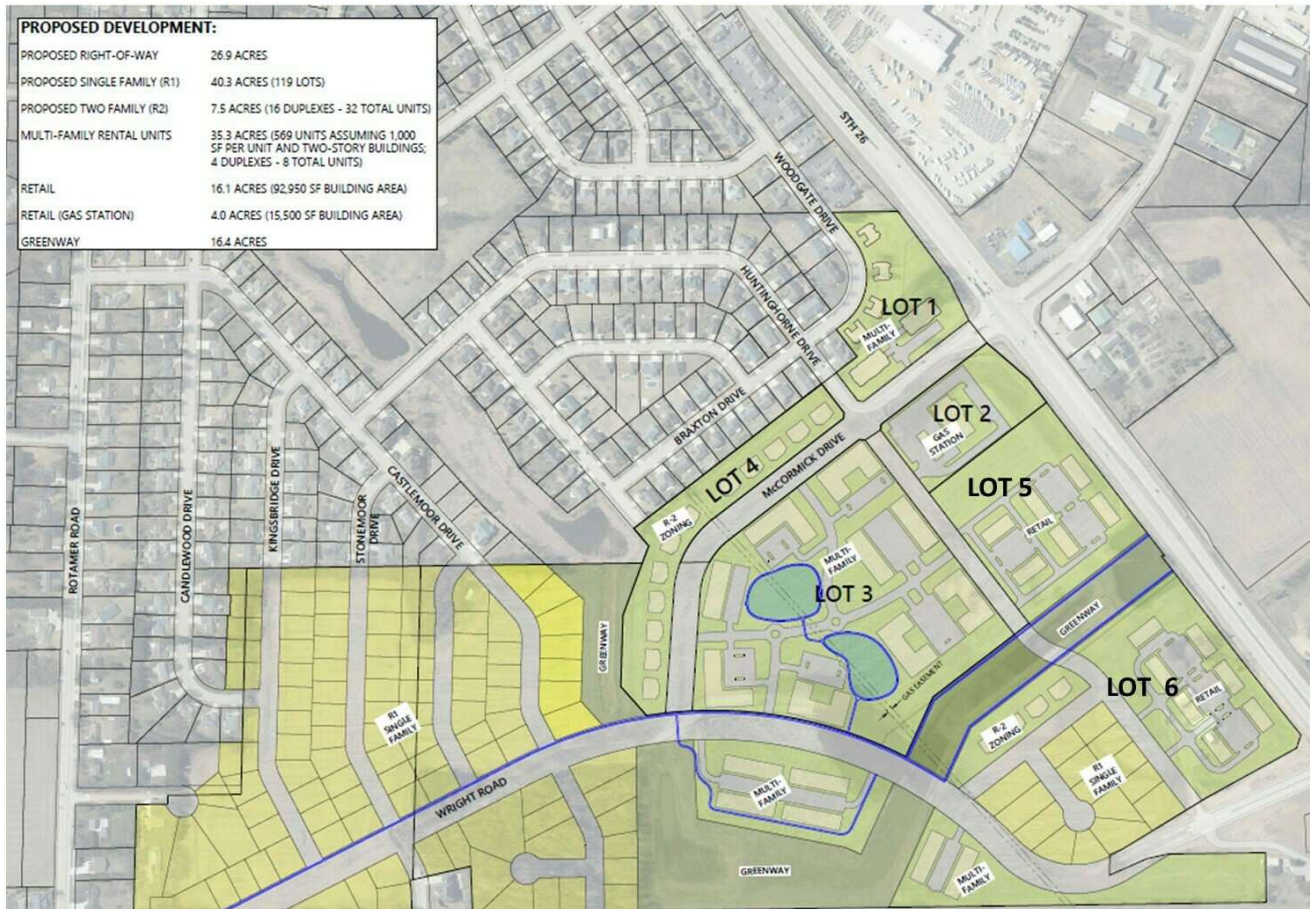 PROPOSED DEVELOPMENT:
PROPOSED RIGHT-OF-WAY 26.9 ACRES
PROPOSED SINGLE FAMILY (R1) 40.3 ACRES (119 LOTS)
PROPOSED TWO FAMILY (R2) 7.5 ACRES (16 DUPLEXES - 32 TOTAL UNITS)
MULTI-FAMILY RENTAL UNITS 35.3 ACRES (569 UNITS ASSUMING 1,000
SF PER UNIT AND TWO-STORY BUILDINGS;
4 DUPLEXES - 8 TOTAL UNITS)
RETAIL 16.1 ACRES (92,950 SF BUILDING AREA)
RETAIL (GAS STATION) 4.0 ACRES (15,500 SF BUILDING AREA)
GREENWAY 16.4 ACRES
STH 26
WOODGATE DRIVE
HUNTINGHORNE DRIVE
LOT 1
MULTI-
FAMILY
BRAXTON DRIVE
LOT 2
GAS
STATION
McCORMICK DRIVE
LOT 4
R-2
ZONING
LOT 5
RETAIL
ROTAMER ROAD
CANDLEWOOD DRIVE
KINGSBRIDGE DRIVE
STONEMOOR
DRIVE
CASTLEMOOR DRIVE
MULTI-
FAMILY
LOT 3
GREENWAY
GREENWAY
GAS EASEMENT
LOT 6
RETAIL
R1
SINGLE
FAMILY
R-2
ZONING
R1
SINGLE
FAMILY
WRIGHT ROAD
MULTI-
FAMILY
GREENWAY
MULTI-
FAMILY